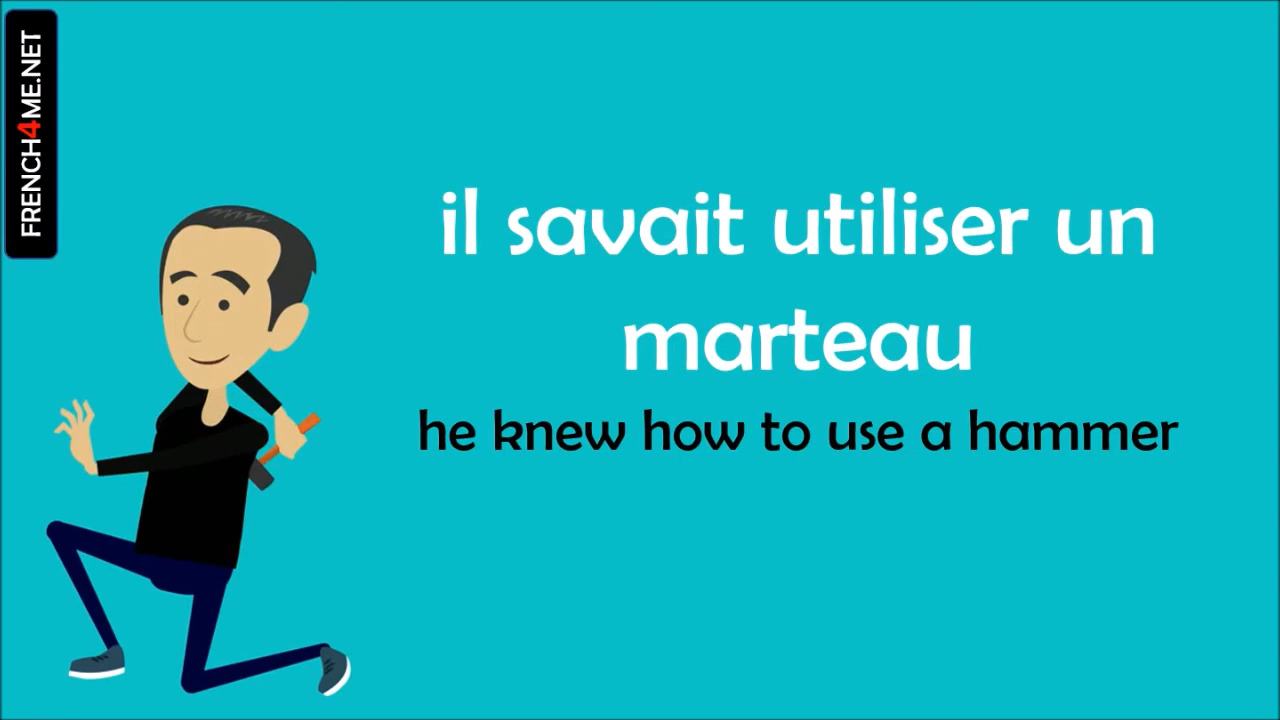 FRENCH4ME.NET
il savait utiliser un
marteau
he knew how to use a hammer